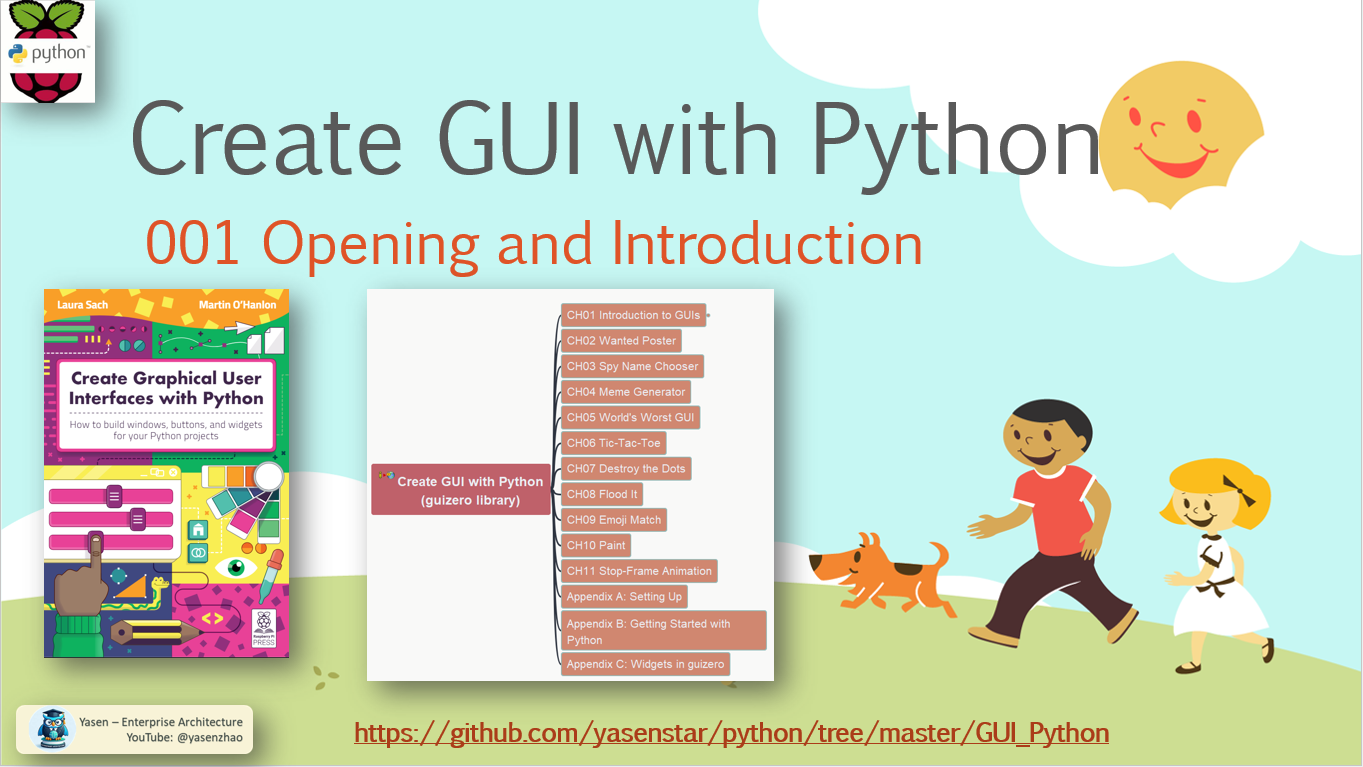 python™
Create GUI with Python
001 Opening and Introduction
Laura Sach
Martin O'Hanlon
Create Graphical User
Interfaces with Python
How to build windows, buttons, and widgets
for your Python projects
<>
Raspberry Pi
PRESS
Create GUI with Python
(guizero library)
CH01 Introduction to GUIs
CH02 Wanted Poster
CH03 Spy Name Chooser
CH04 Meme Generator
CH05 World's Worst GUI
CH06 Tic-Tac-Toe
CH07 Destroy the Dots
CH08 Flood It
CH09 Emoji Match
CH10 Paint
CH11 Stop-Frame Animation
Appendix A: Setting Up
Appendix B: Getting Started with
Python
Appendix C: Widgets in guizero
Yasen – Enterprise Architecture
YouTube: @yasenzhao
https://github.com/yasenstar/python/tree/master/GUI_Python